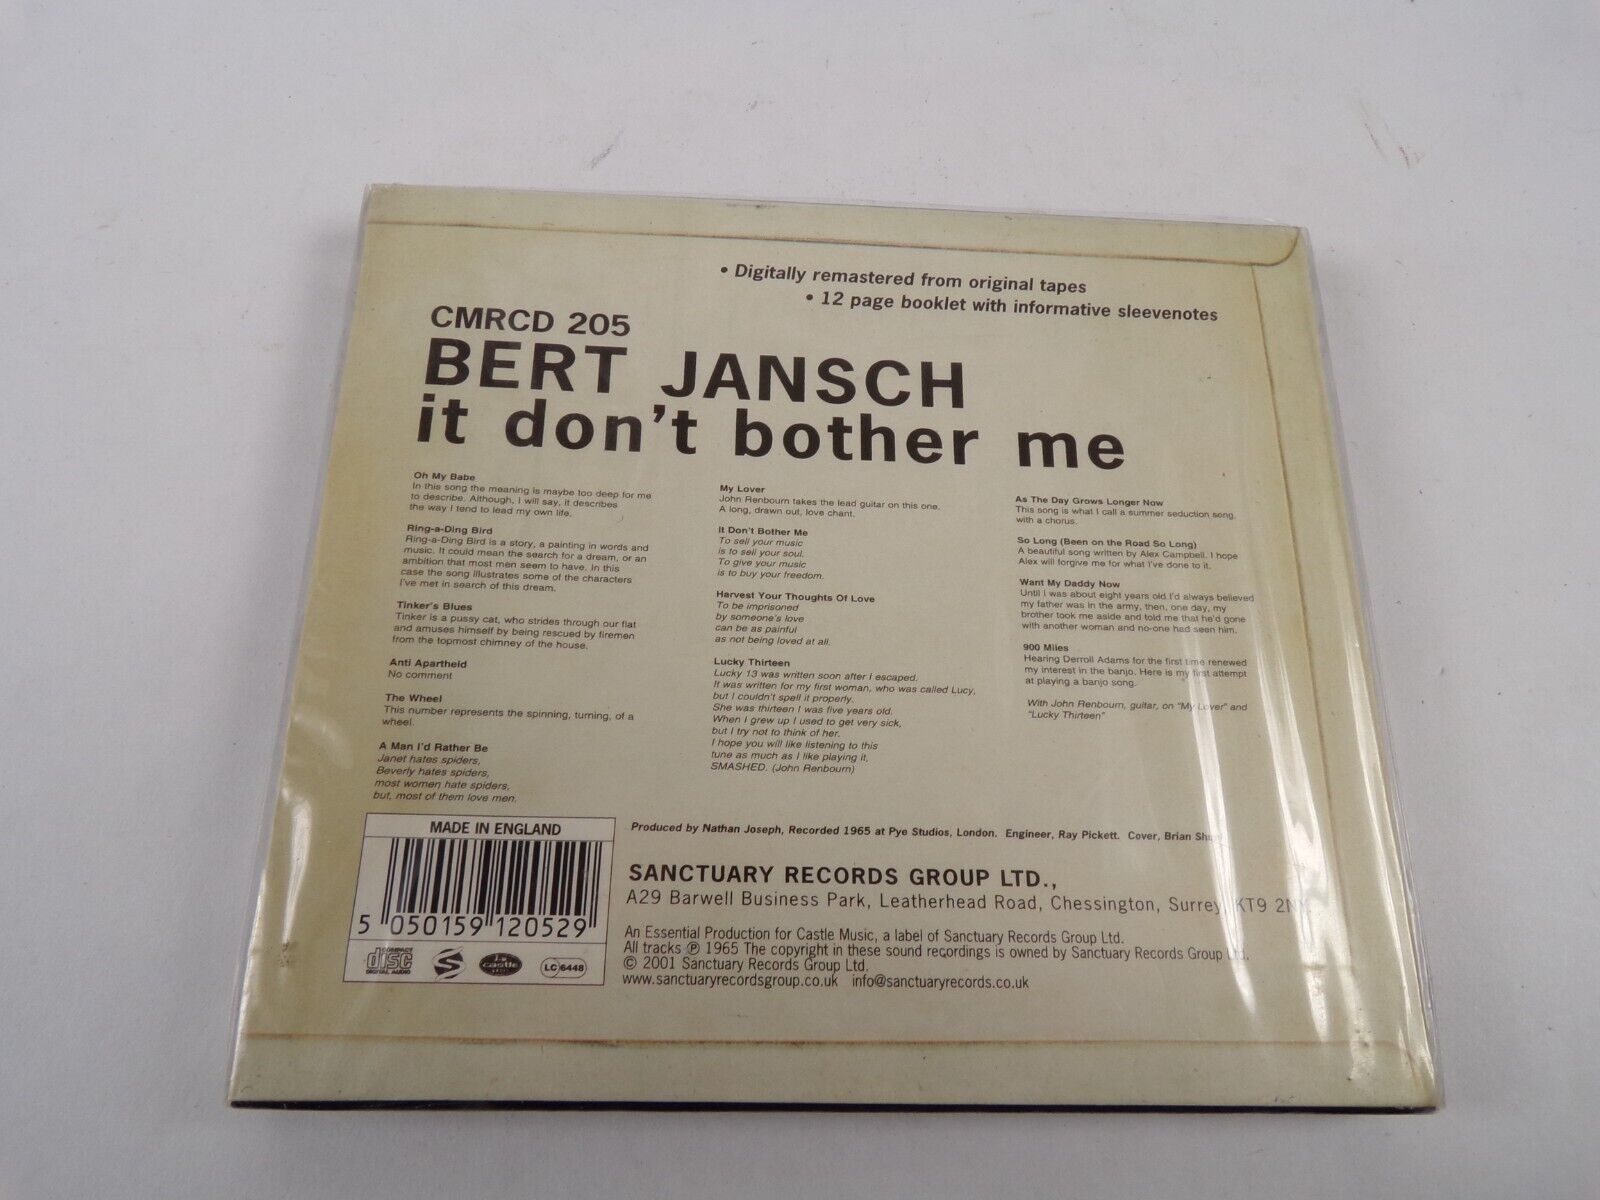 • Digitally remastered from original tapes
• 12 page booklet with informative sleevenotes
CMRCD 205
BERT JANSCH
it don't bother me
Oh My Babe
In this song the meaning is maybe too deep for me
to describe. Although, I will say, it describes
the way I tend to lead my own life.
Ring-a-Ding Bird
Ring-a-Ding Bird is a story, a painting in words and
music. It could mean the search for a dream, or an
ambition that most men seem to have. In this
case the song illustrates some of the characters
I've met in search of this dream.
Tinker's Blues
Tinker is a pussy cat, who strides through our flat
and amuses himself by being rescued by firemen
from the topmost chimney of the house.
Anti Apartheid
No comment
The Wheel
This number represents the spinning, turning, of a
wheel.
A Man I'd Rather Be
Janet hates spiders,
Beverly hates spiders,
most women hate spiders,
but, most of them love men.
My Lover
John Renbourn takes the lead guitar on this one.
A long, drawn out, love chant.
It Don't Bother Me
To sell your music
is to sell your soul.
To give your music
is to buy your freedom.
Harvest Your Thoughts Of Love
To be imprisoned
by someone's love
can be as painful
as not being loved at all.
Lucky Thirteen
Lucky 13 was written soon after I escaped.
It was written for my first woman, who was called Lucy,
but I couldn't spell it properly.
She was thirteen I was five years old.
When I grew up I used to get very sick,
but I try not to think of her.
I hope you will like listening to this
tune as much as I like playing it,
SMASHED. (John Renbourn)
As The Day Grows Longer Now
This song is what I call a summer seduction song,
with a chorus.
So Long (Been on the Road So Long)
A beautiful song written by Alex Campbell. I hope
Alex will forgive me for what I've done to it.
Want My Daddy Now
Until I was about eight years old I'd always believed
my father was in the army, then, one day, my
brother took me aside and told me that he'd gone
with another woman and no-one had seen him.
900 Miles
Hearing Derroll Adams for the first time renewed
my interest in the banjo. Here is my first attempt
at playing a banjo song.
With John Renbourn, guitar, on "My Lover" and
"Lucky Thirteen"
MADE IN ENGLAND
5 050159 120529
COMPACT
disc
DIGITAL AUDIO
castle
LC 6448
Produced by Nathan Joseph, Recorded 1965 at Pye Studios, London. Engineer, Ray Pickett. Cover, Brian
SANCTUARY RECORDS GROUP LTD.,
A29 Barwell Business Park, Leatherhead Road, Chessington, Surrey, KT9
An Essential Production for Castle Music, a label of Sanctuary Records Group Ltd.
All tracks ℗ 1965 The copyright in these sound recordings is owned by Sanctuary Records Group Ltd.
© 2001 Sanctuary Records Group Ltd.
www.sanctuaryrecordsgroup.co.uk info@sanctuaryrecords.co.uk